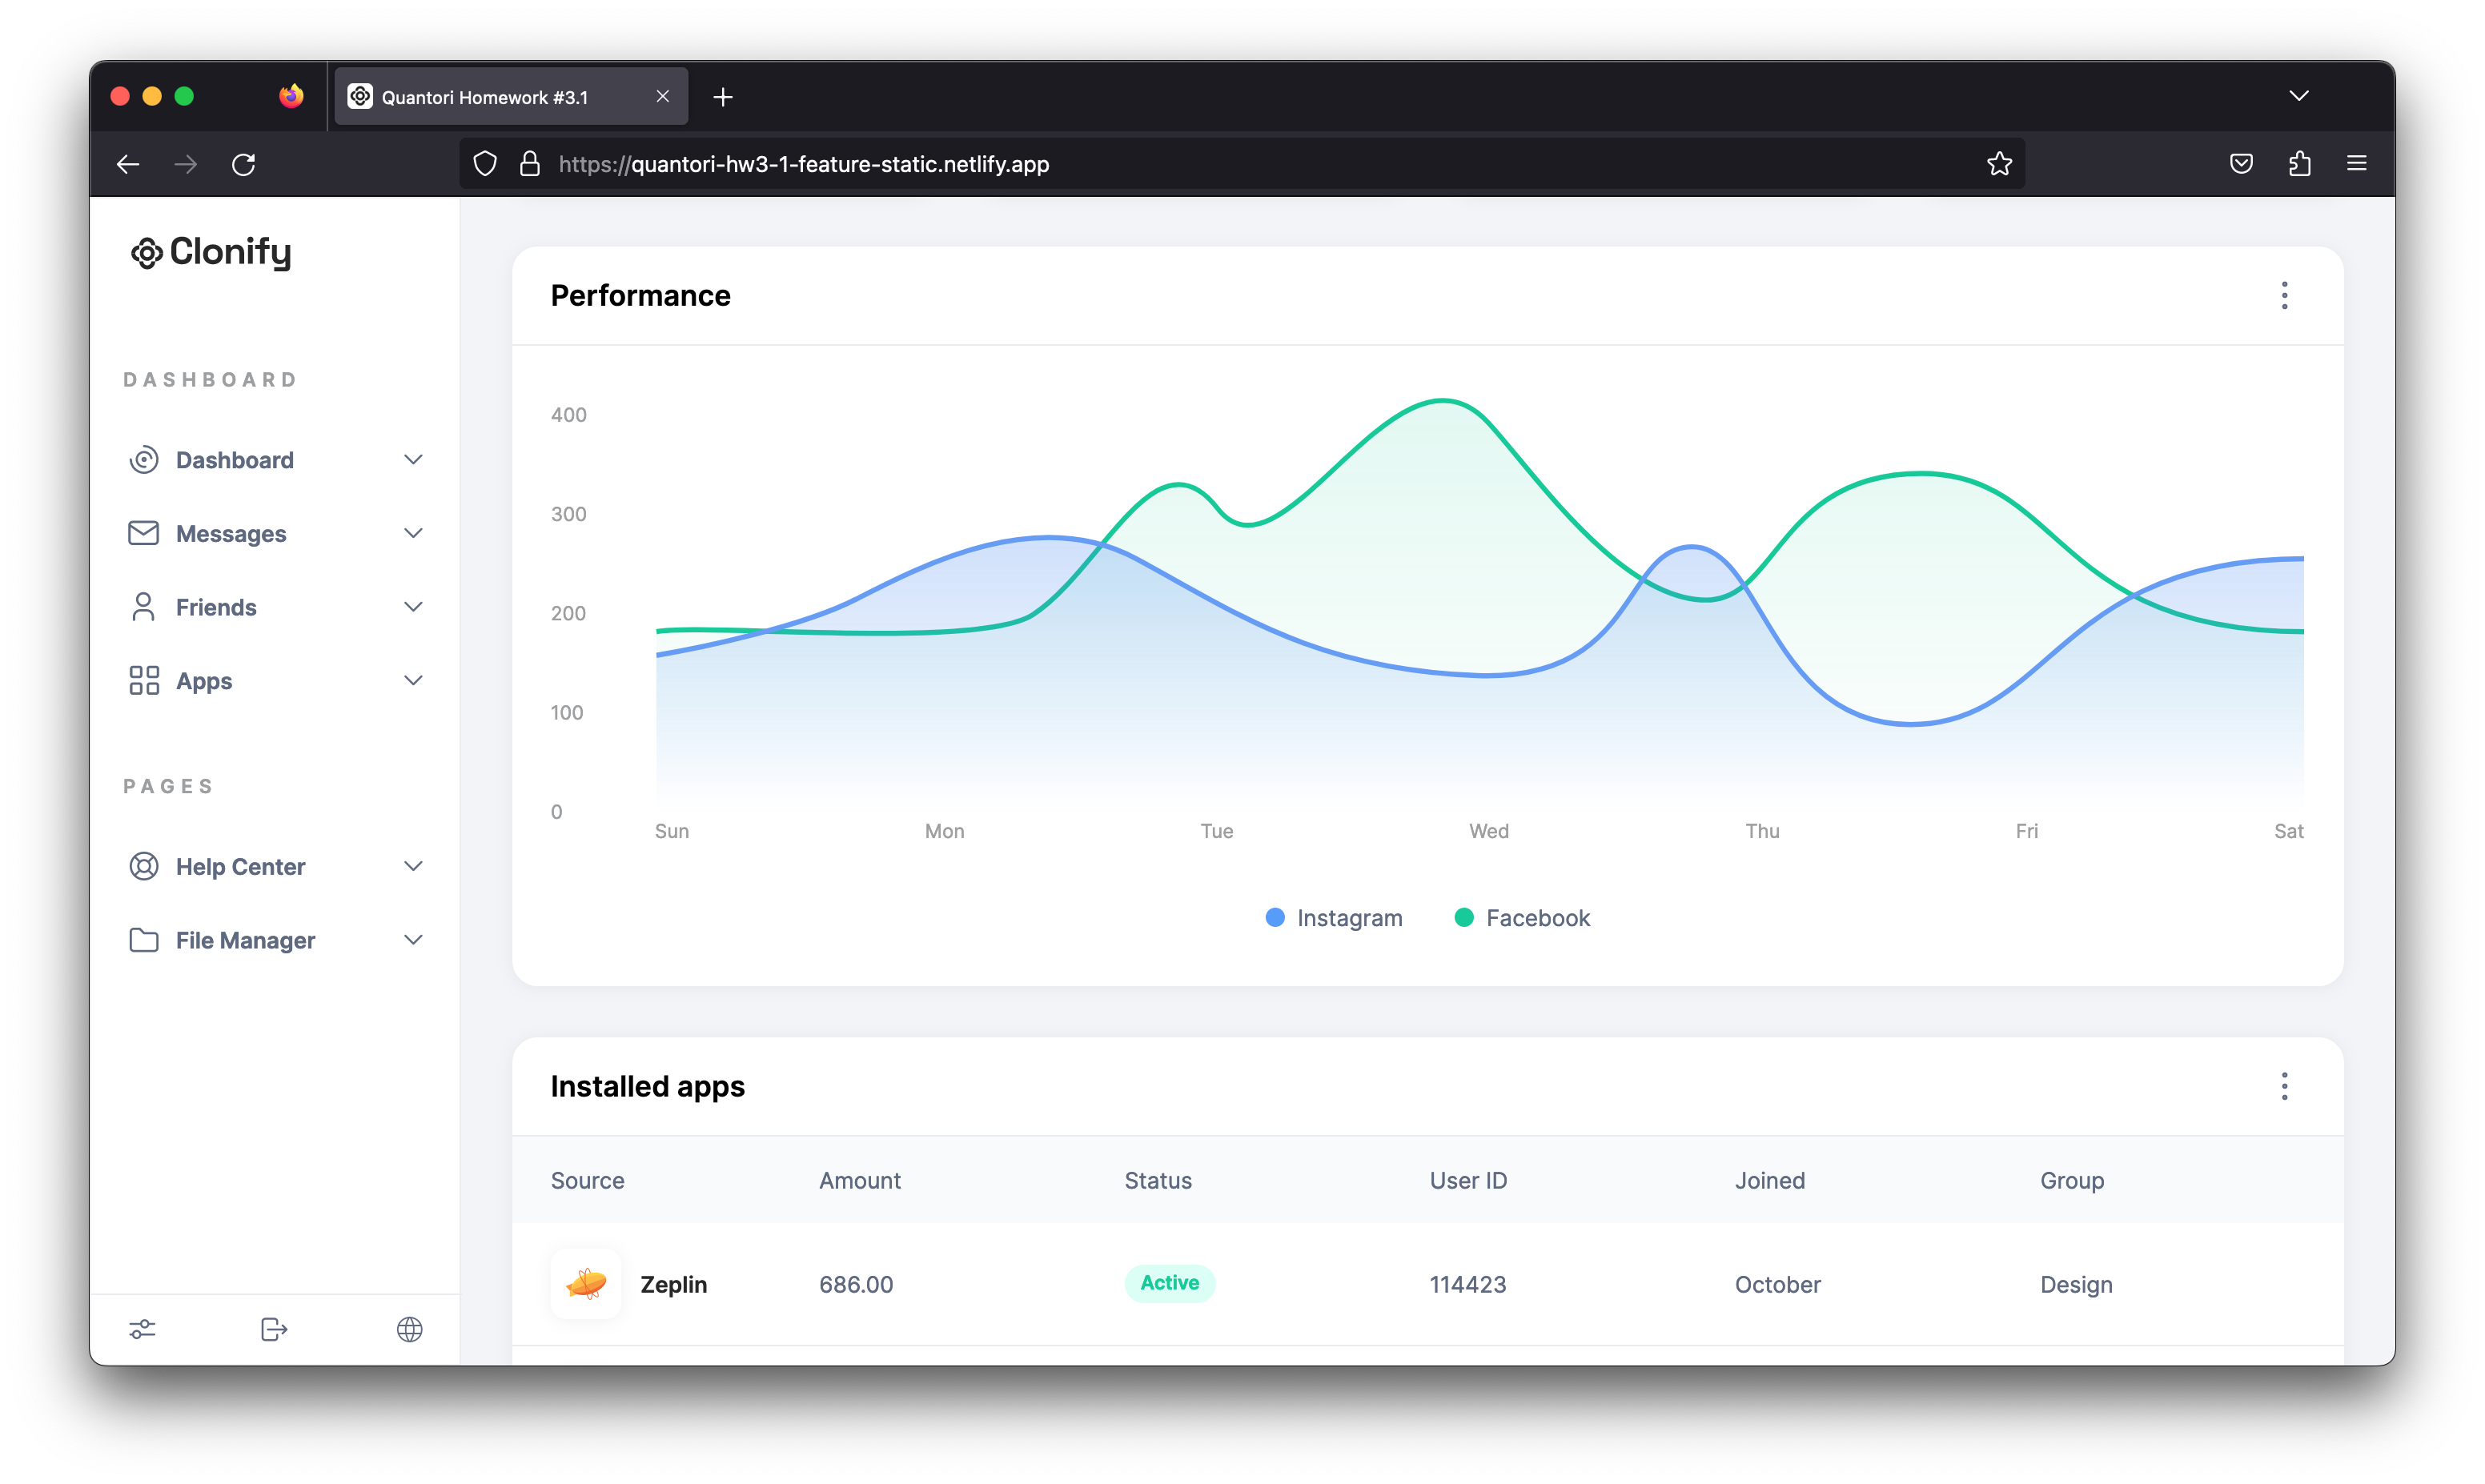 Quantori Homework #3.1
https://quantori-hw3-1-feature-static.netlify.app
Clonify
DASHBOARD
Dashboard
Messages
Friends
Apps
PAGES
Help Center
File Manager
Performance
400
300
200
100
0
Sun Mon Tue Wed Thu Fri Sat
Instagram Facebook
Installed apps
Source Amount Status User ID Joined Group
Zeplin 686.00 Active 114423 October Design